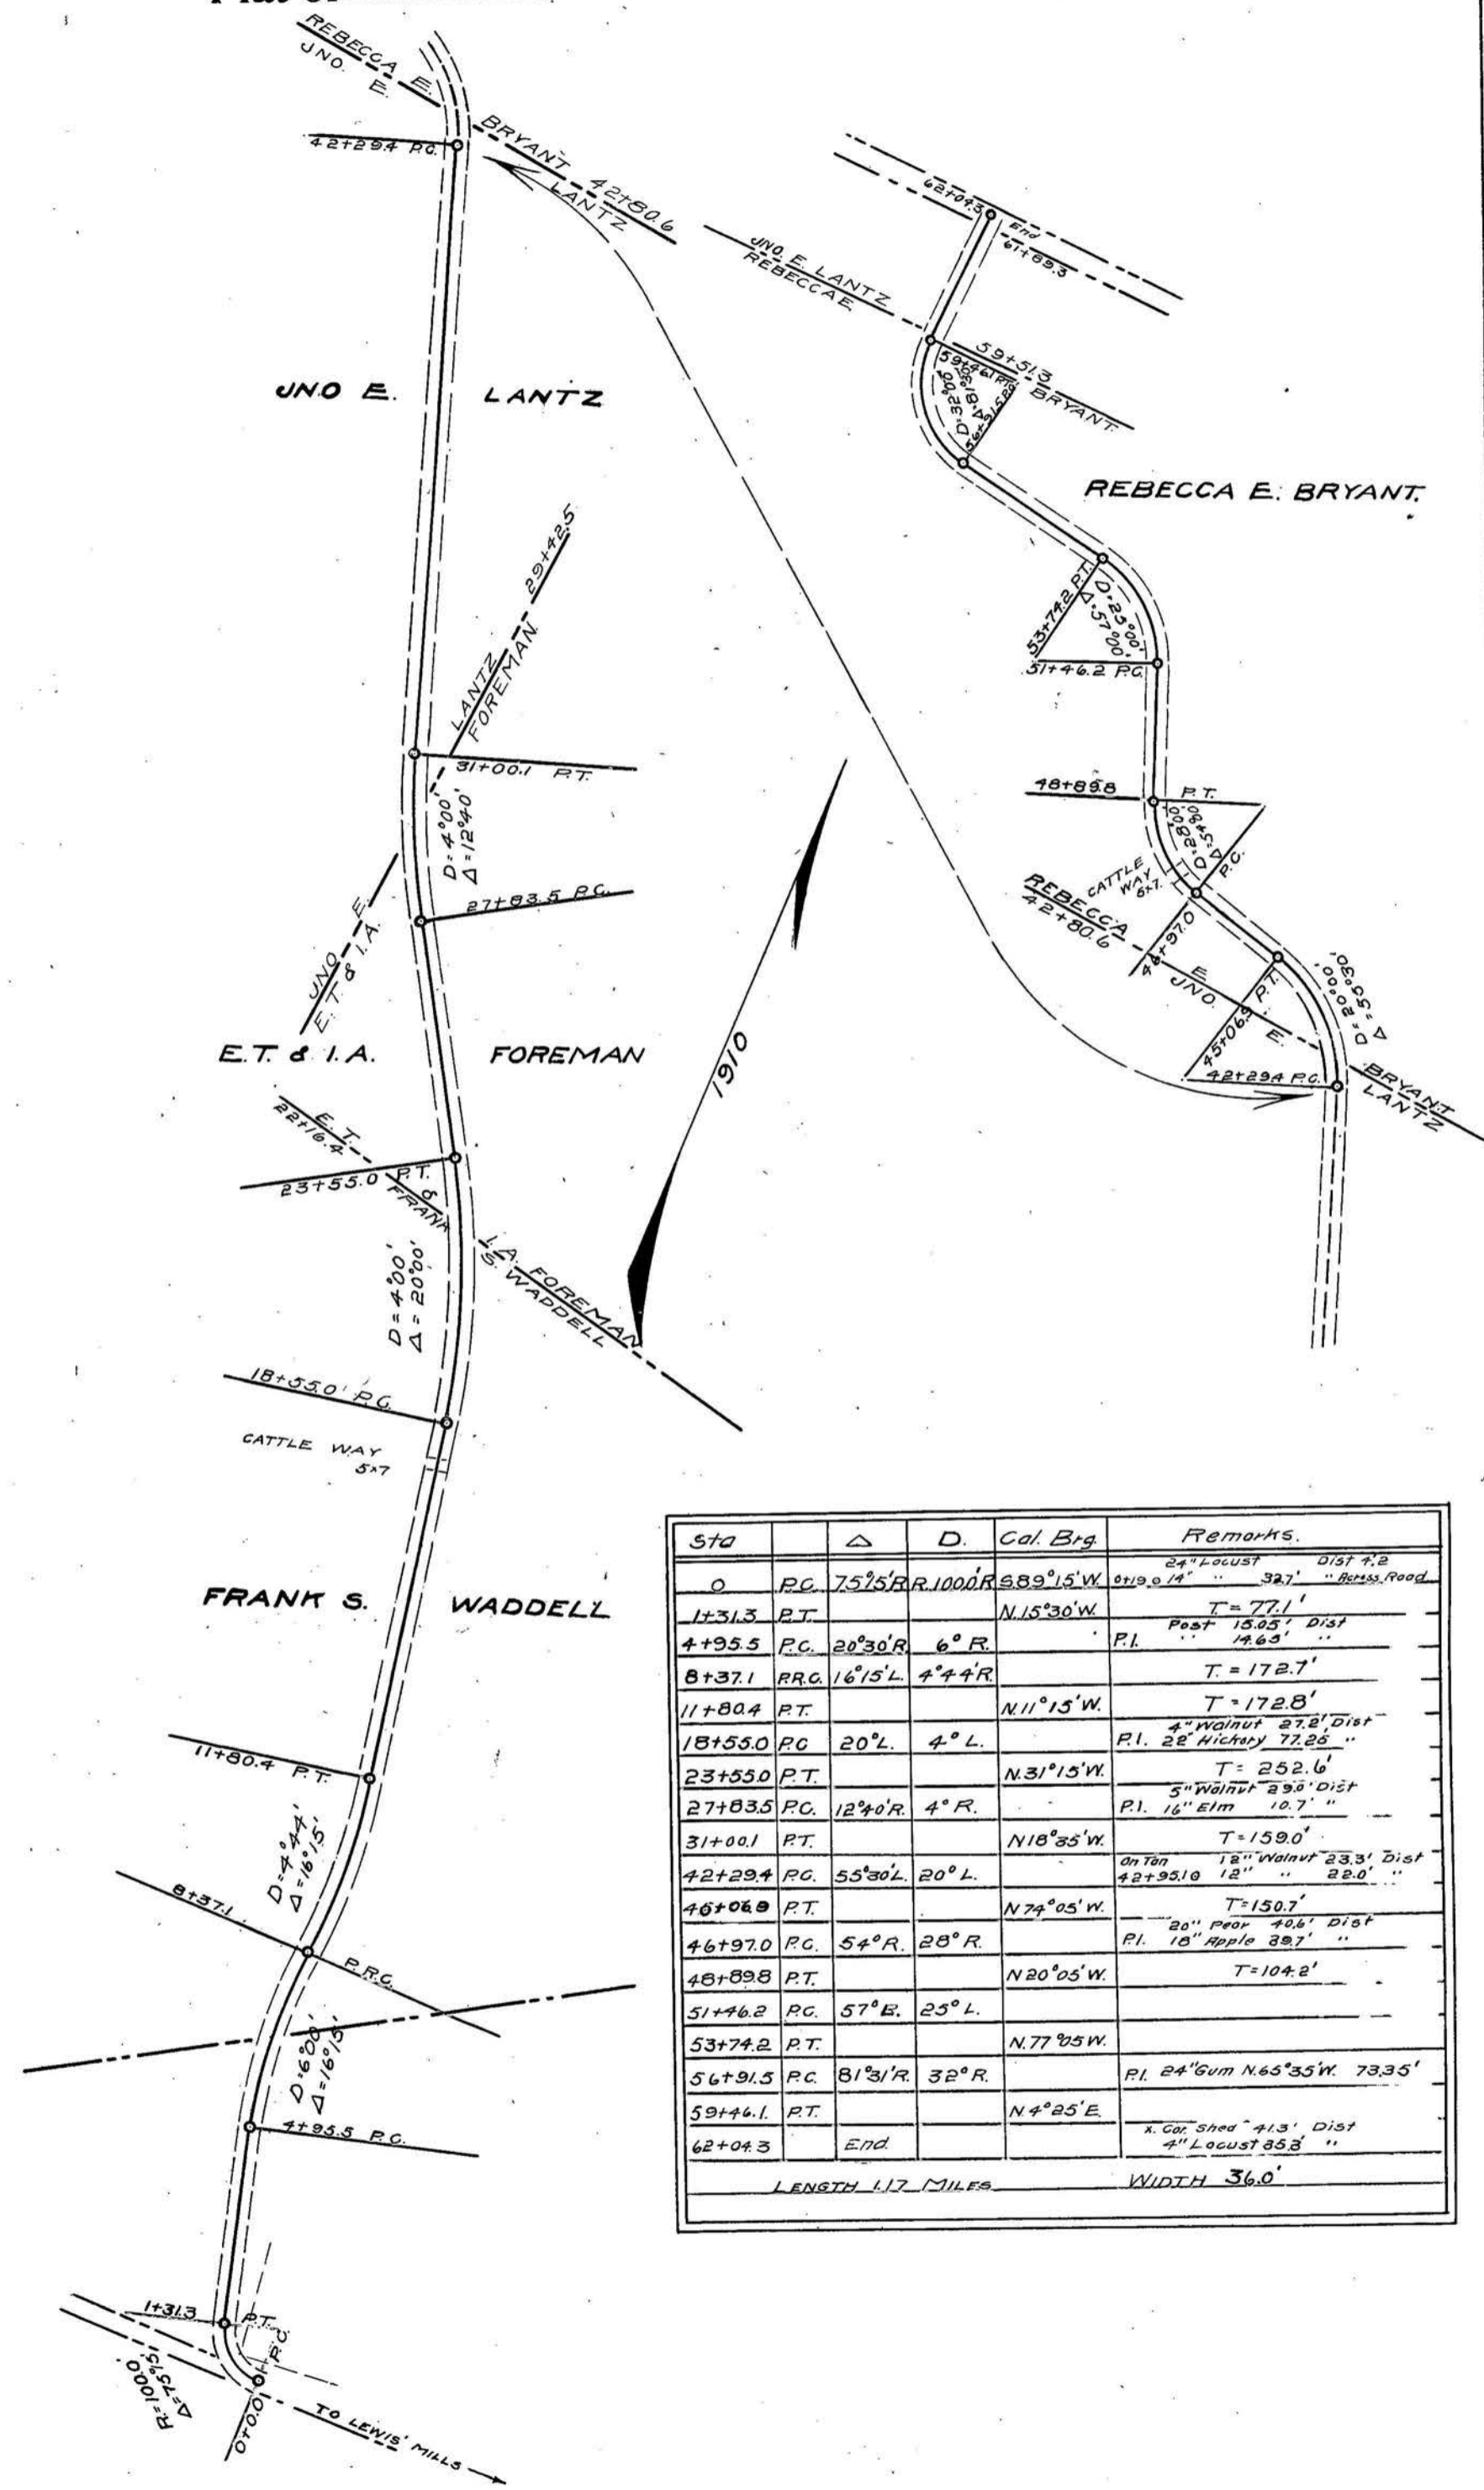 REBECCA E. BRYANT 42+80.6
JNO. E. LANTZ
42+29.4 P.C.
62+04.3 End
61+89.3
JNO. E. LANTZ
REBECCA E. BRYANT.
59+51.3
59+46.1 P.T.
D=32°00'
56+91.5 P.C.
JNO E. LANTZ
REBECCA E. BRYANT.
53+74.2 P.T.
D=25°00'
Δ=57°00'
51+46.2 P.C.
LANTZ 29+42.5
FOREMAN
31+00.1 P.T.
D=4°00'
Δ=12°40'
27+83.5 P.C.
48+89.8 P.T.
D=28°00'
P.C.
46+97.0
CATTLE
WAY
REBECCA E. BRYANT
42+80.6
JNO. E. LANTZ
D=20°00'
Δ=55°30'
45+06.9 P.T.
42+29.4 P.C.
JNO. E.
E.T. & I.A.
E.T. & I.A. FOREMAN
1910
E.T. & I.A. FOREMAN
22+16.4
FRANK S. WADDELL
23+55.0 P.T.
D=4°00'
Δ=20°00'
18+55.0 P.C.
CATTLE WAY
5x7
FRANK S. WADDELL
11+80.4 P.T.
D=4°44'
Δ=16°15'
8+37.1 P.R.C.
D=6°00'
Δ=16°15'
4+95.5 P.C.
1+31.3 P.T.
P.C.
R=100.0'
Δ=75°15'
0+0.0
TO LEWIS' MILLS
Sta Δ D. Cal. Brg. Remarks.
24" Locust Dist 4.2
0 P.C. 75°15'R R.100.0'R S89°15'W. 0+19.0 14" " 32.7' " Across Road
1+31.3 P.T. N.15°30'W. T=77.1'
Post 15.05' Dist
4+95.5 P.C. 20°30'R 6° R. P.I. " 14.65' "
8+37.1 P.R.C. 16°15'L. 4°44'R T.=172.7'
11+80.4 P.T. N.11°15'W. T=172.8'
4" Walnut 27.2' Dist
18+55.0 P.C 20°L. 4° L. P.I. 22" Hickory 77.25 "
23+55.0 P.T. N.31°15'W. T=252.6'
5" Walnut 29.0' Dist
27+83.5 P.C. 12°40'R. 4° R. P.I. 16" Elm 10.7' "
31+00.1 P.T. N18°35'W. T=159.0'
On Tan 12" Walnut 23.3' Dist
42+29.4 P.C. 55°30'L. 20° L. 42+95.10 12" " 22.0' "
P.T. N74°05'W. T=150.7'
20" Pear 40.6' Dist
46+97.0 P.C. 54°R. 28°R. P.I. 18" Apple 39.7' "
48+89.8 P.T. N20°05'W. T=104.2'
51+46.2 P.C. 57° 25° L.
53+74.2 P.T. N.77°05W.
56+91.5 P.C. 81°31'R. 32°R. P.I. 24" Gum N.65°35'W. 73.35'
59+46.1. P.T. N.4°25'E.
x. Cor. Shed 41.3' Dist
62+04.3 End. 4" Locust 35.3 "
LENGTH 1.17 MILES WIDTH 36.0'